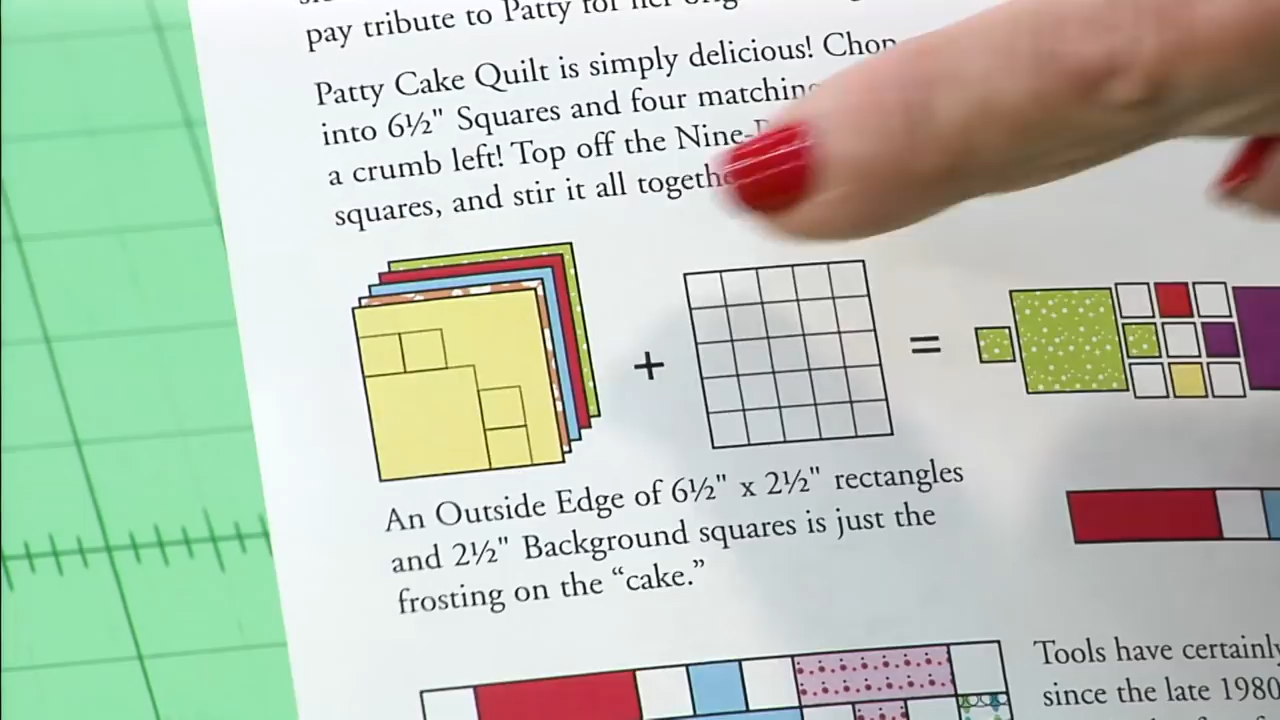 pay tribute to Patty for her
Patty Cake Quilt is simply delicious! Chop
into 6½" Squares and four matching
a crumb left! Top off the
squares, and stir it all together
+
=
An Outside Edge of 6½" x 2½" rectangles
and 2½" Background squares is just the
frosting on the “cake.”
Tools have certainly
since the late 1980